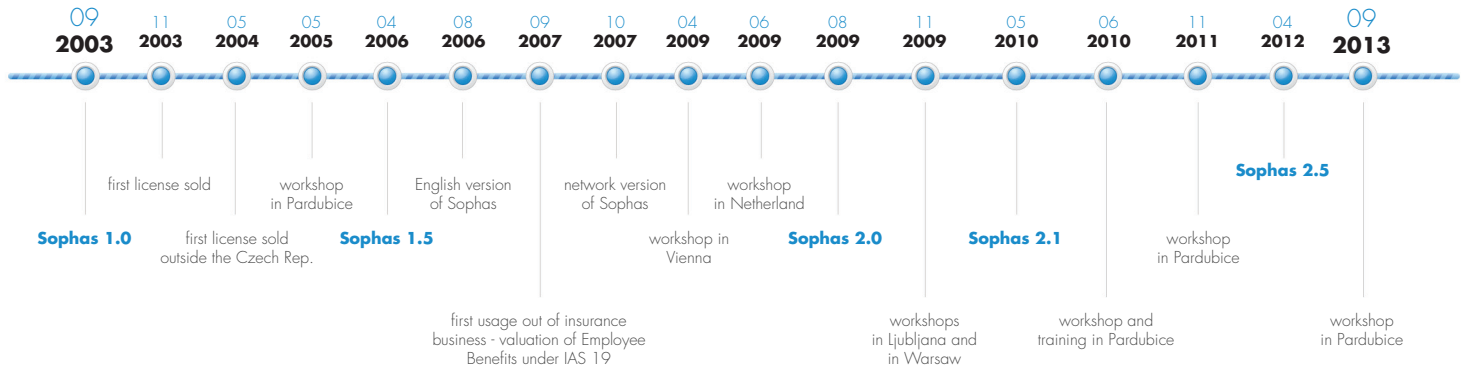 09
2003
11
2003
05
2004
05
2005
04
2006
08
2006
09
2007
10
2007
04
2009
06
2009
08
2009
11
2009
05
2010
06
2010
11
2011
04
2012
09
2013
Sophas 1.0
first license sold
first license sold
outside the Czech Rep.
workshop
in Pardubice
Sophas 1.5
English version
of Sophas
first usage out of insurance
business - valuation of Employee
Benefits under IAS 19
network version
of Sophas
workshop in
Vienna
workshop
in Netherland
Sophas 2.0
workshops
in Ljubljana and
in Warsaw
Sophas 2.1
workshop and
training in Pardubice
workshop
in Pardubice
Sophas 2.5
workshop
in Pardubice